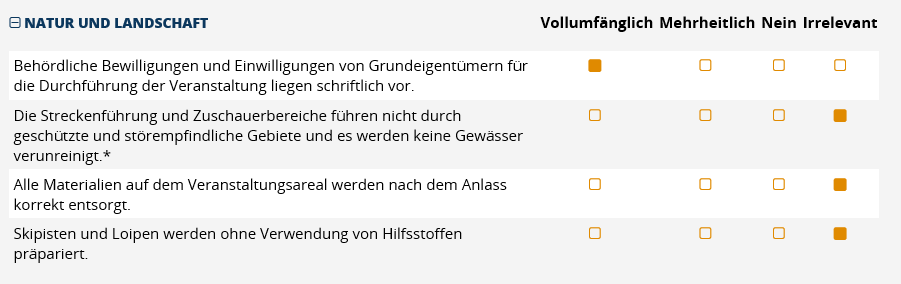 NATUR UND LANDSCHAFT Vollumfänglich Mehrheitlich Nein Irrelevant
Behördliche Bewilligungen und Einwilligungen von Grundeigentümern für
die Durchführung der Veranstaltung liegen schriftlich vor.
Die Streckenführung und Zuschauerbereiche führen nicht durch
geschützte und störempfindliche Gebiete und es werden keine Gewässer
verunreinigt.*
Alle Materialien auf dem Veranstaltungsareal werden nach dem Anlass
korrekt entsorgt.
Skipisten und Loipen werden ohne Verwendung von Hilfsstoffen
präpariert.